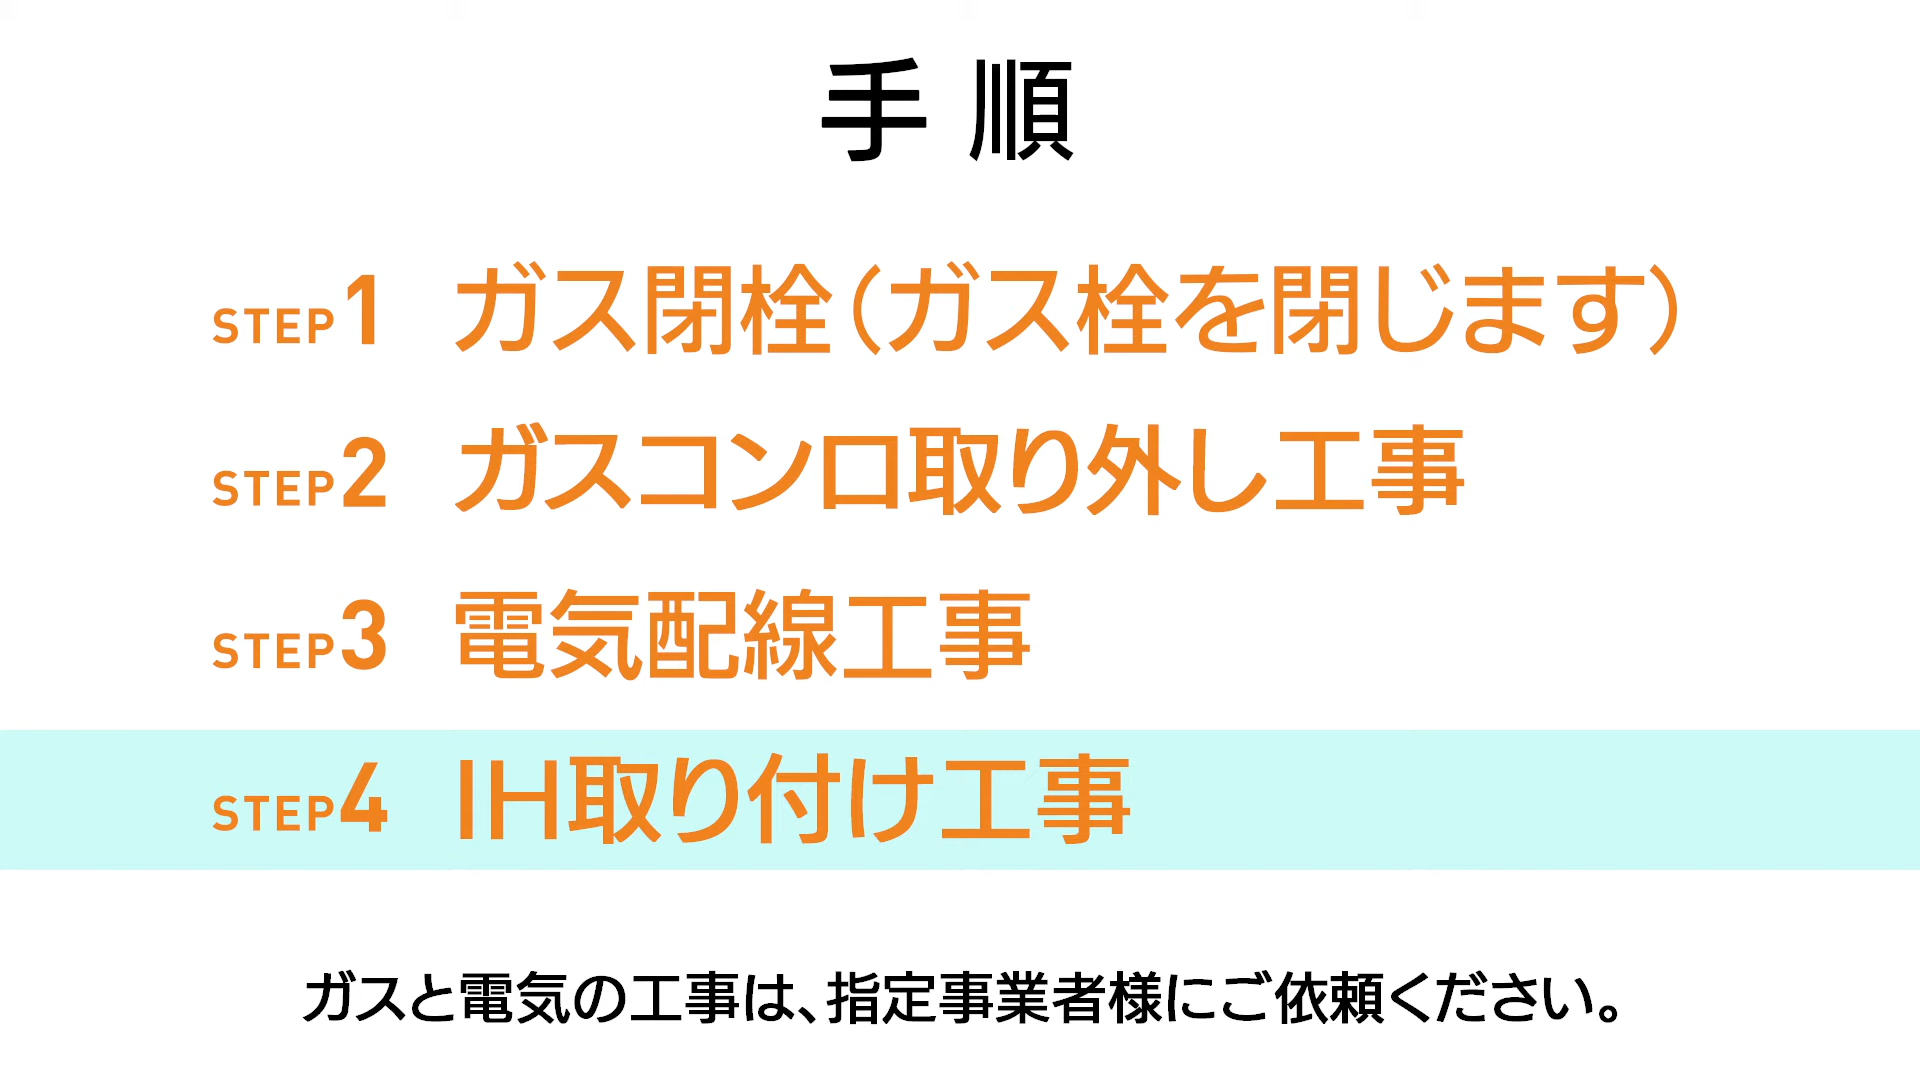 手順
STEP1 ガス閉栓（ガス栓を閉じます）
STEP2 ガスコンロ取り外し工事
STEP3 電気配線工事
STEP4 IH取り付け工事
ガスと電気の工事は、指定事業者様にご依頼ください。